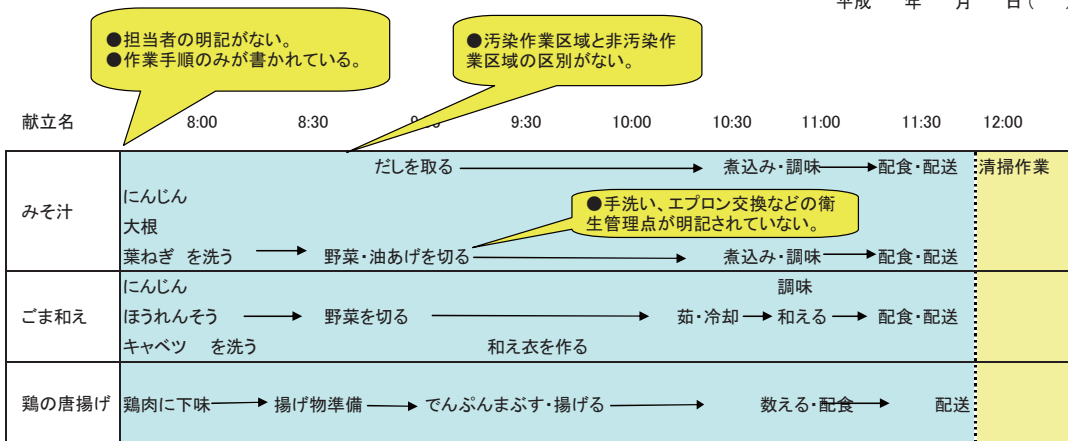 平成　　年　　月　　日(　　)
●担当者の明記がない。
●作業手順のみが書かれている。
●汚染作業区域と非汚染作
業区域の区別がない。
献立名　8:00　8:30　9:00　9:30　10:00　10:30　11:00　11:30　12:00
だしを取る　煮込み・調味　配食・配送　清掃作業
みそ汁
にんじん
大根
葉ねぎ　を洗う　野菜・油あげを切る　煮込み・調味　配食・配送
●手洗い、エプロン交換などの衛
生管理点が明記されていない。
にんじん　調味
ごま和え　ほうれんそう　野菜を切る　茹・冷却　和える　配食・配送
キャベツ　を洗う　和え衣を作る
鶏の唐揚げ　鶏肉に下味　揚げ物準備　でんぷんまぶす・揚げる　数える・配食　配送